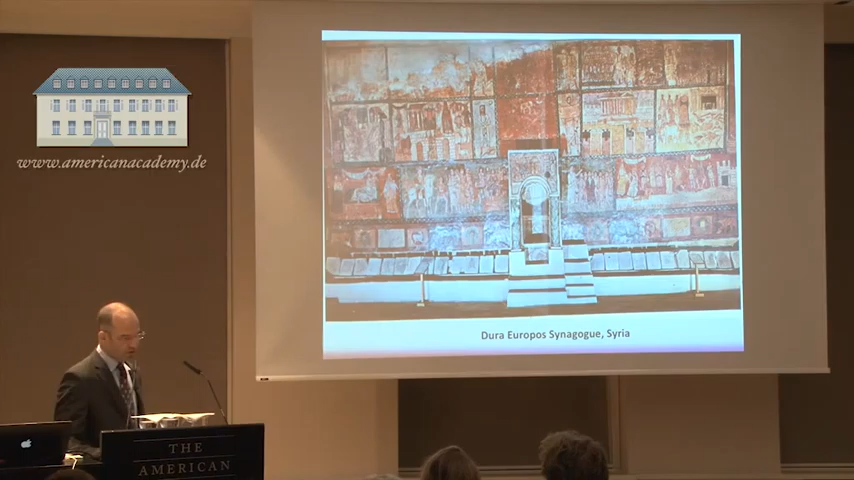 www.americanacademy.de
Dura Europos Synagogue, Syria
THE
AMERICAN